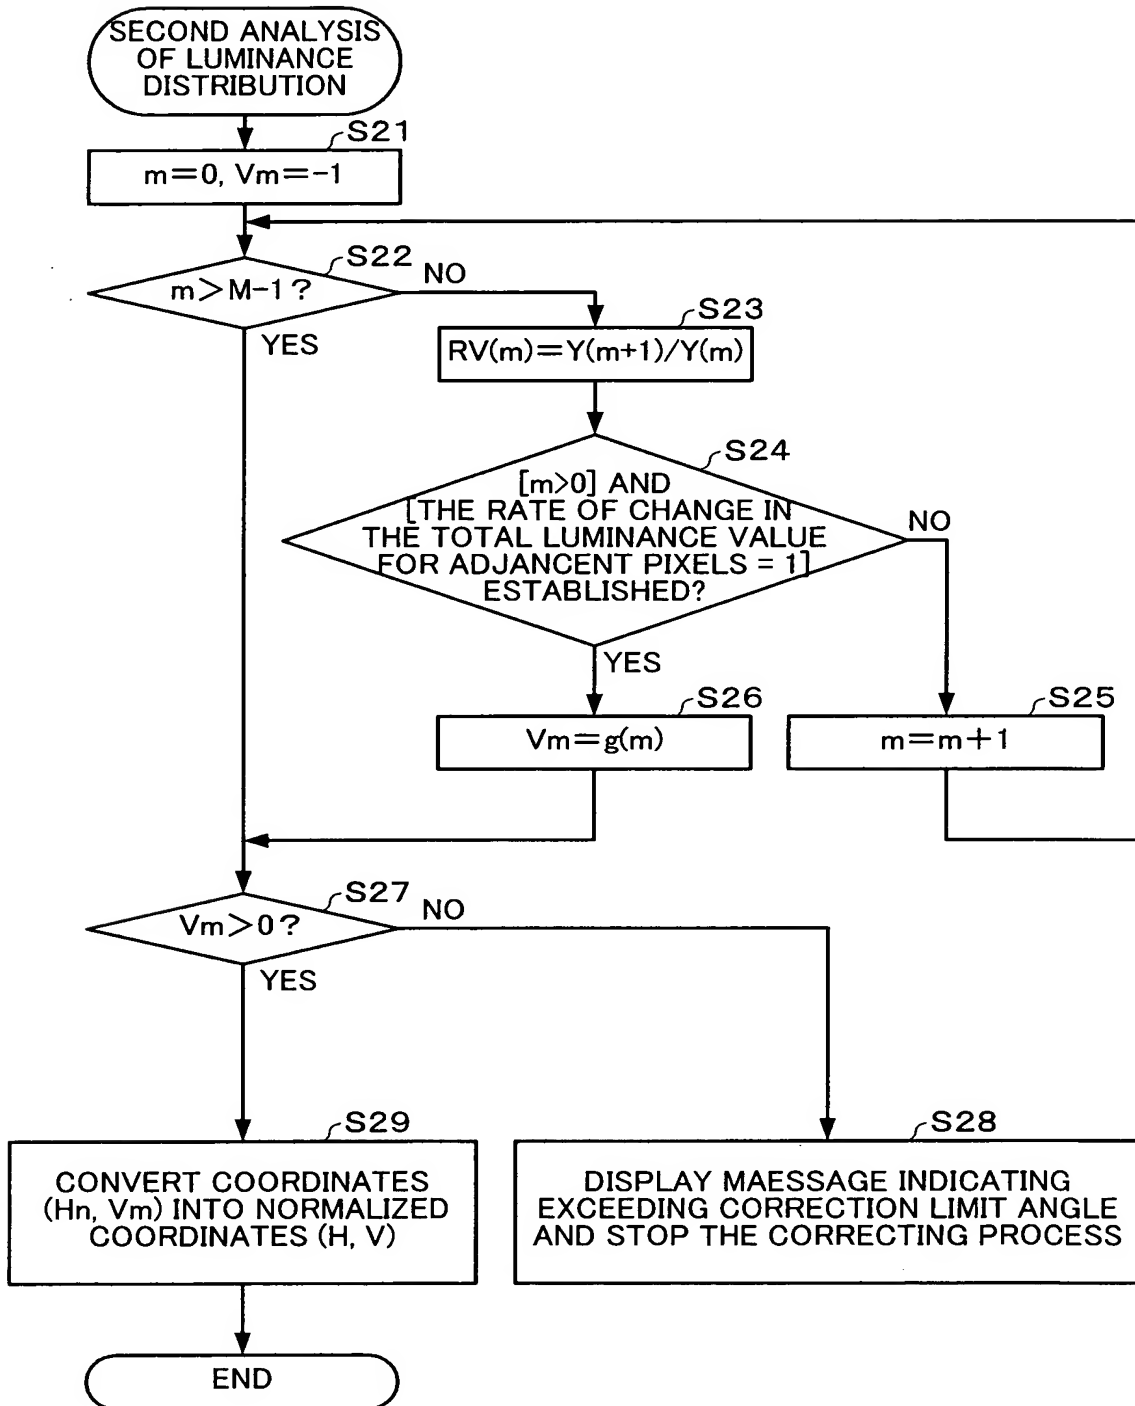 SECOND ANALYSIS
OF LUMINANCE
DISTRIBUTION
S21
m=0, Vm=-1
S22
m>M-1?
NO
YES
S23
RV(m)=Y(m+1)/Y(m)
S24
[m>0] AND
[THE RATE OF CHANGE IN
THE TOTAL LUMINANCE VALUE
FOR ADJANCENT PIXELS = 1]
ESTABLISHED?
NO
YES
S26
Vm=g(m)
S25
m=m+1
S27
Vm>0?
NO
YES
S29
CONVERT COORDINATES
(Hn, Vm) INTO NORMALIZED
COORDINATES (H, V)
S28
DISPLAY MAESSAGE INDICATING
EXCEEDING CORRECTION LIMIT ANGLE
AND STOP THE CORRECTING PROCESS
END